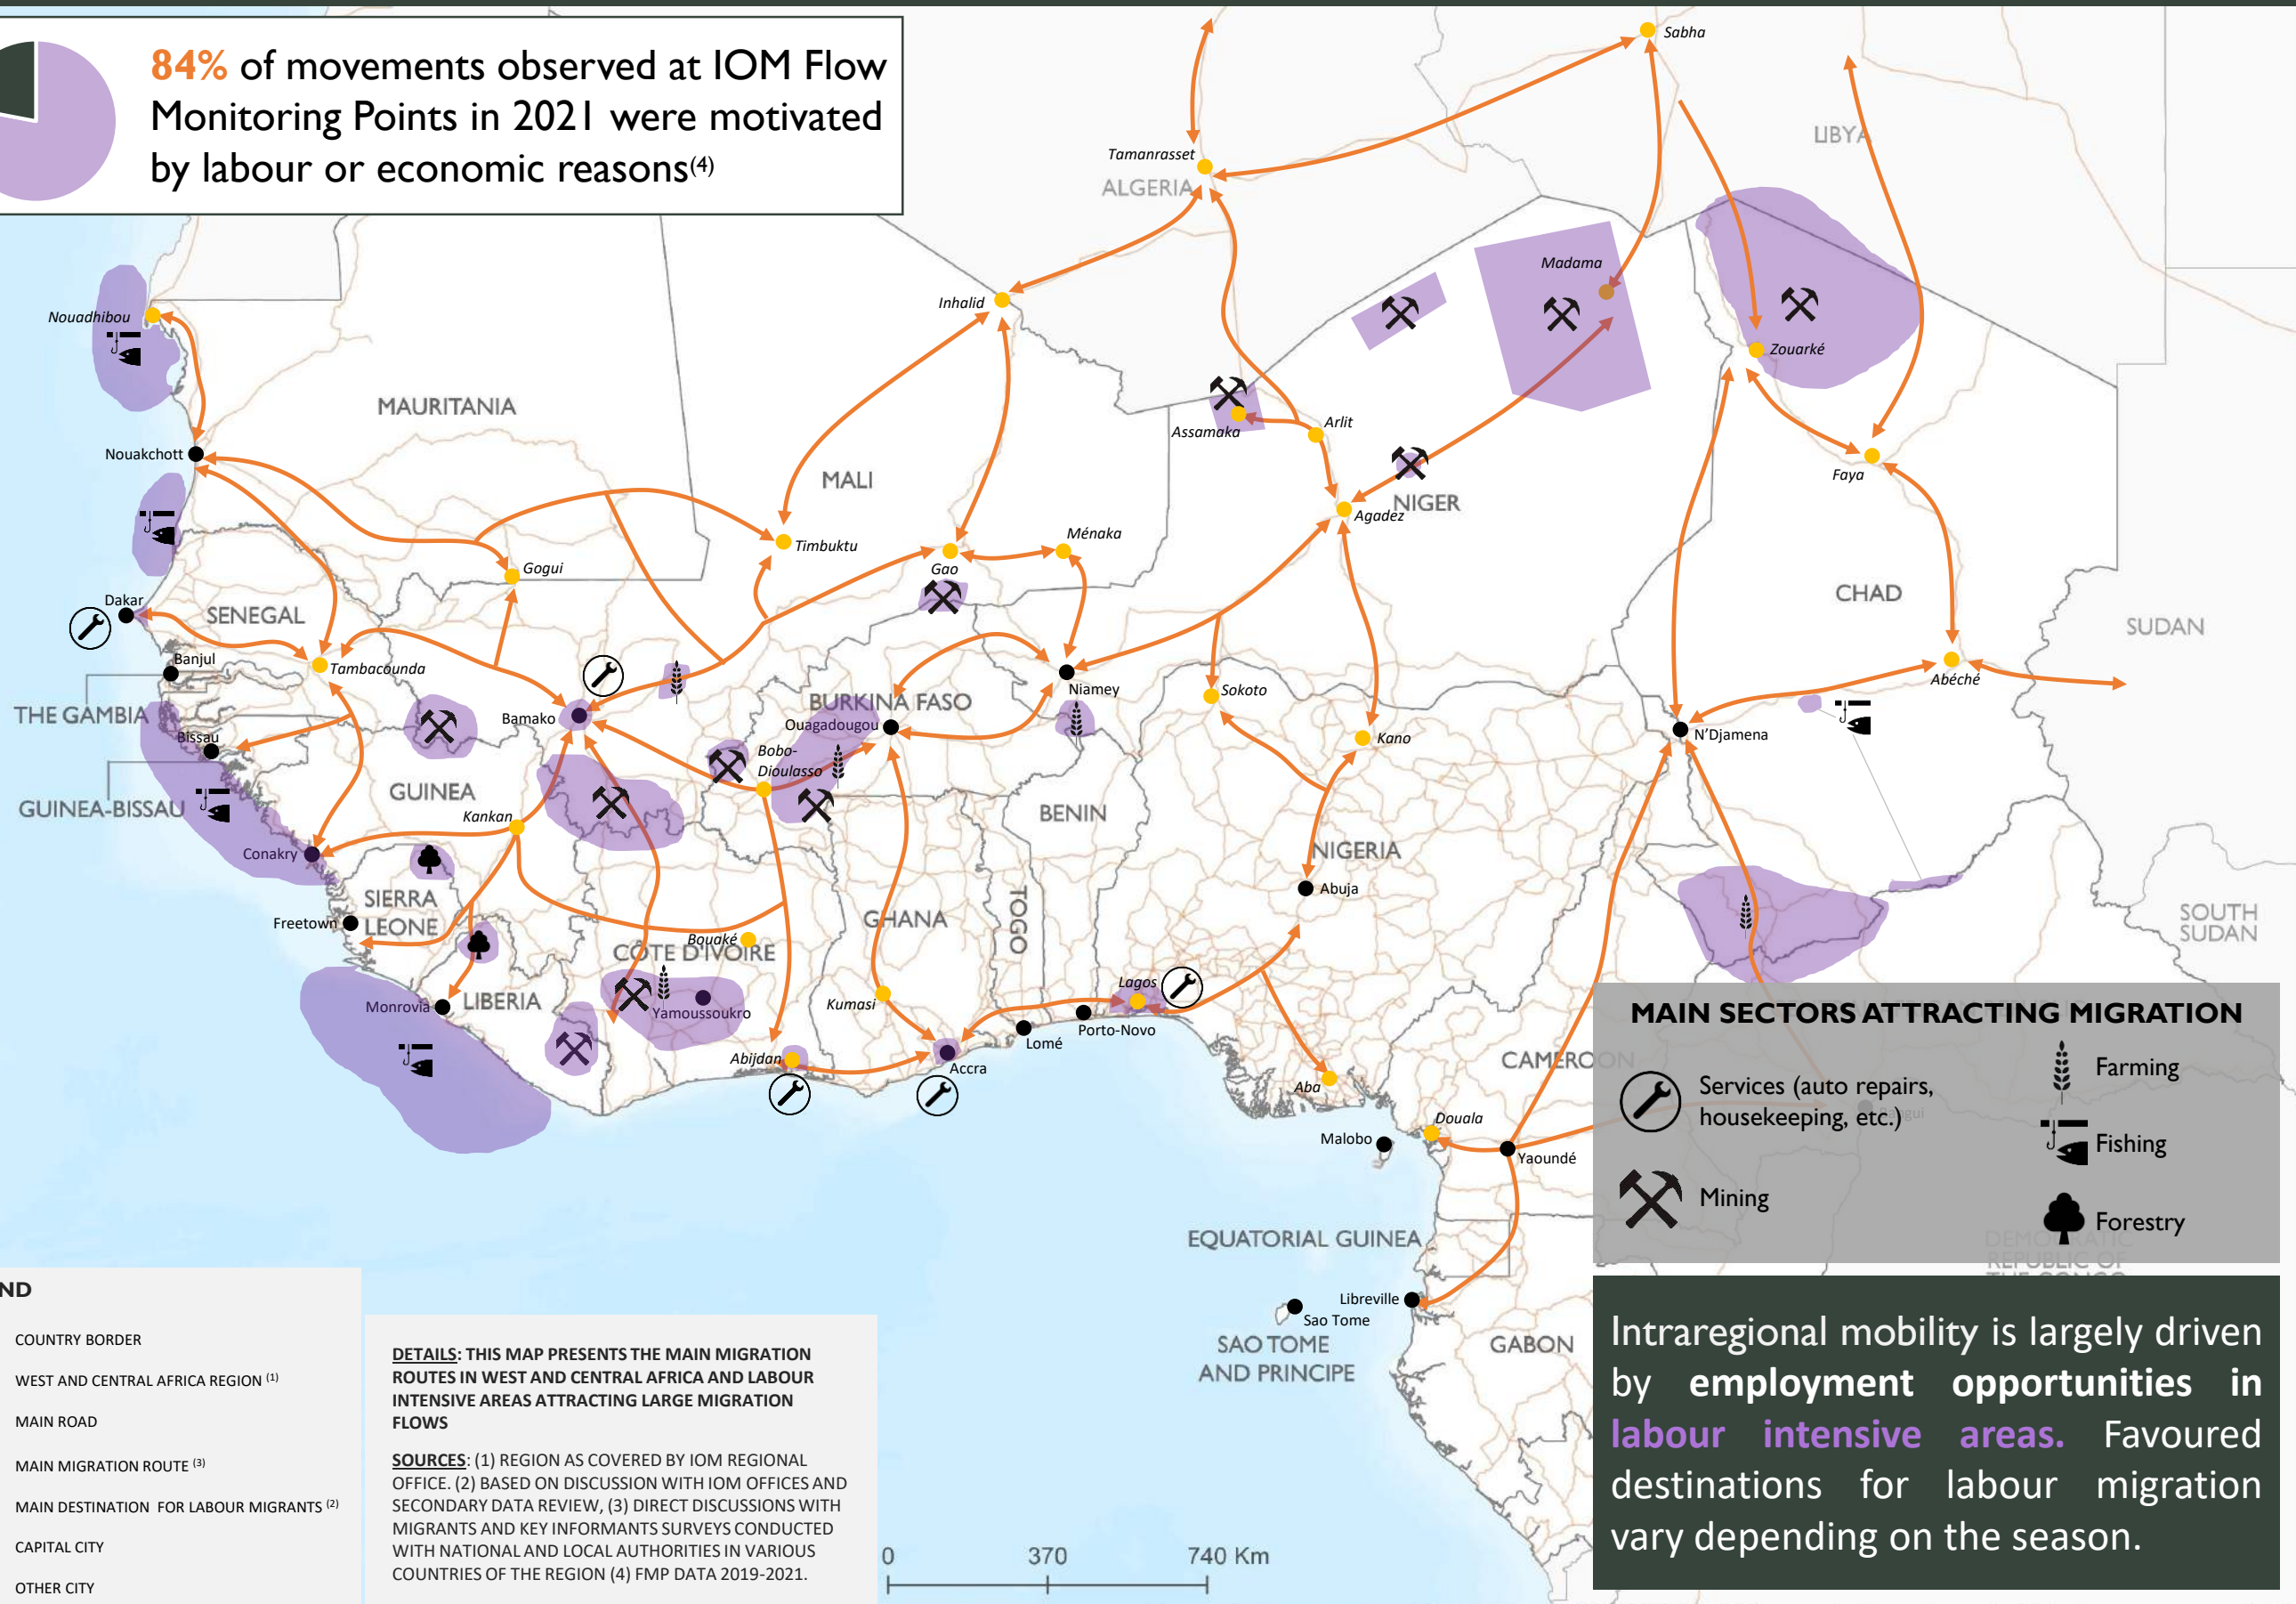 84% of movements observed at IOM Flow
Monitoring Points in 2021 were motivated
by labour or economic reasons(4)
Sabha
LIBYA
Tamanrasset
ALGERIA
Madama
Inhalid
Nouadhibou
Zouarké
MAURITANIA
Assamaka
Arlit
Nouakchott
MALI
Faya
NIGER
Agadez
Timbuktu
Ménaka
Gao
Gogui
CHAD
Dakar
SENEGAL
SUDAN
Banjul
Tambacounda
Abéché
Niamey
Sokoto
BURKINA FASO
THE GAMBIA
Bamako
Ouagadougou
Bissau
N'Djamena
Kano
Bobo-
Dioulasso
GUINEA
GUINEA-BISSAU
BENIN
Kankan
Conakry
NIGERIA
Abuja
SIERRA
LEONE
Freetown
GHANA
TOGO
SOUTH
SUDAN
Bouaké
CÔTE D'IVOIRE
Lagos
Monrovia
LIBERIA
Yamoussoukro
Kumasi
Porto-Novo
Lomé
Abijdan
Accra
CAMEROON
Aba
Douala
Malobo
Yaoundé
EQUATORIAL GUINEA
Libreville
Sao Tome
SAO TOME
AND PRINCIPE
GABON
MAIN SECTORS ATTRACTING MIGRATION
Services (auto repairs,
housekeeping, etc.)
Mining
Farming
Fishing
Forestry
DEMOCRATIC
REPUBLIC OF
Intraregional mobility is largely driven
by employment opportunities in
labour intensive areas. Favoured
destinations for labour migration
vary depending on the season.
ND
COUNTRY BORDER
WEST AND CENTRAL AFRICA REGION (1)
MAIN ROAD
MAIN MIGRATION ROUTE (3)
MAIN DESTINATION FOR LABOUR MIGRANTS (2)
CAPITAL CITY
OTHER CITY
DETAILS: THIS MAP PRESENTS THE MAIN MIGRATION
ROUTES IN WEST AND CENTRAL AFRICA AND LABOUR
INTENSIVE AREAS ATTRACTING LARGE MIGRATION
FLOWS
SOURCES: (1) REGION AS COVERED BY IOM REGIONAL
OFFICE. (2) BASED ON DISCUSSION WITH IOM OFFICES AND
SECONDARY DATA REVIEW, (3) DIRECT DISCUSSIONS WITH
MIGRANTS AND KEY INFORMANTS SURVEYS CONDUCTED
WITH NATIONAL AND LOCAL AUTHORITIES IN VARIOUS
COUNTRIES OF THE REGION (4) FMP DATA 2019-2021.
0 370 740 Km